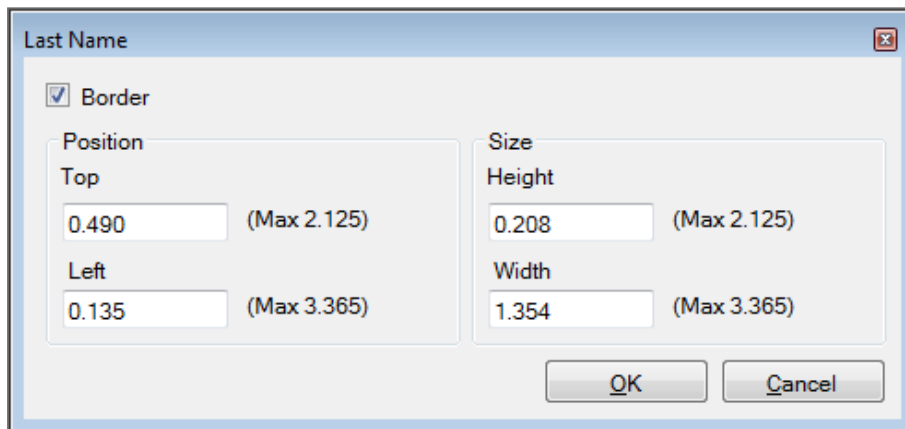 Last Name
Border
Position
Top
0.490 (Max 2.125)
Left
0.135 (Max 3.365)
Size
Height
0.208 (Max 2.125)
Width
1.354 (Max 3.365)
OK Cancel